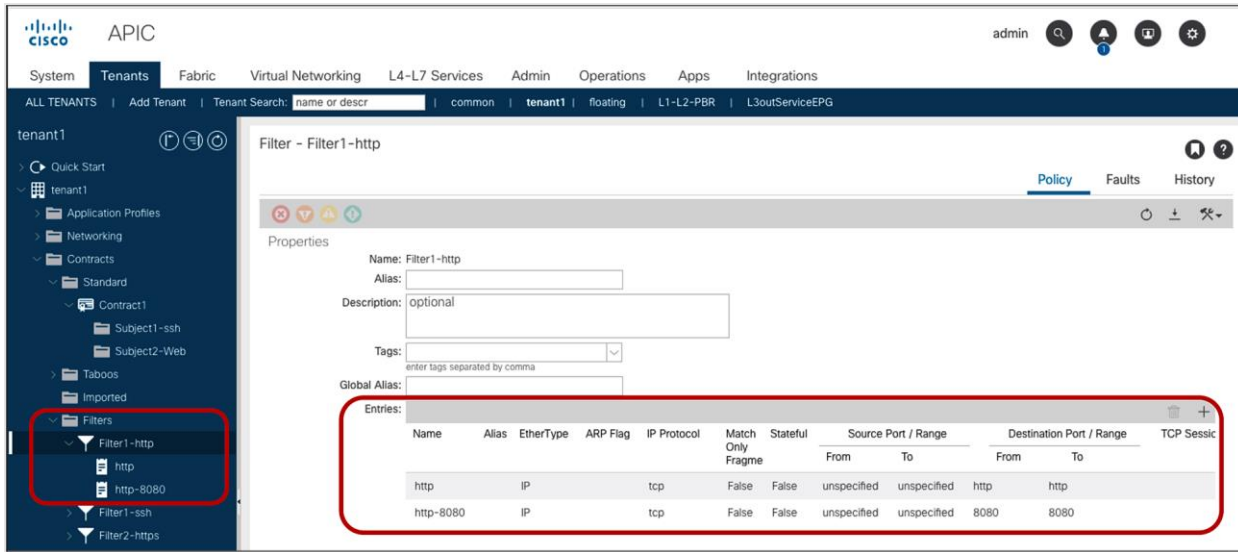 CISCO
APIC
admin
1
System Tenants Fabric Virtual Networking L4-L7 Services Admin Operations Apps Integrations
ALL TENANTS | Add Tenant | Tenant Search: name or descr | common | tenant1 | floating | L1-L2-PBR | L3outServiceEPG
tenant1
Quick Start
tenant1
Application Profiles
Networking
Contracts
Standard
Contract1
Subject1-ssh
Subject2-Web
Taboos
Imported
Filters
Filter1-http
http
http-8080
Filter1-ssh
Filter2-https
Filter - Filter1-http
Policy Faults History
Properties
Name: Filter1-http
Alias:
Description: optional
Tags:
enter tags separated by comma
Global Alias:
Entries:
Name Alias EtherType ARP Flag IP Protocol Match Only Fragme Stateful Source Port / Range Destination Port / Range TCP Sessic
From To From To
http IP tcp False False unspecified unspecified http http
http-8080 IP tcp False False unspecified unspecified 8080 8080